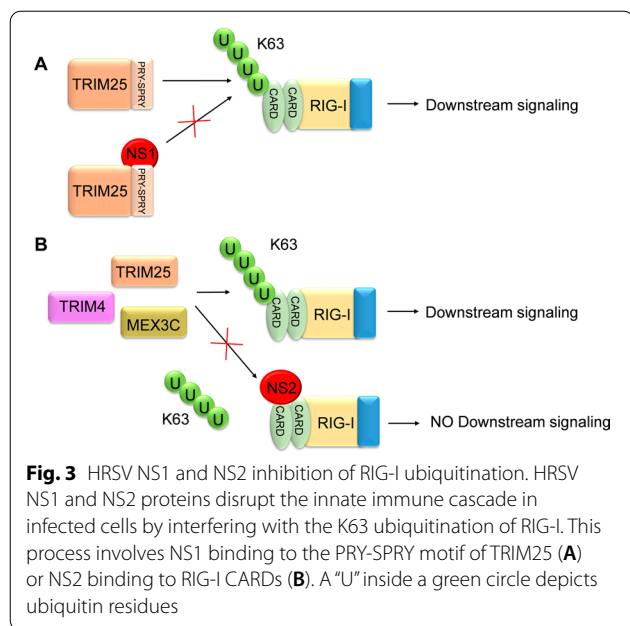 A
TRIM25
PRY-SPRY
U
U
U
U
K63
CARD
CARD
RIG-I
Downstream signaling
NS1
TRIM25
PRY-SPRY
B
TRIM25
TRIM4
MEX3C
U
U
U
U
K63
CARD
CARD
RIG-I
Downstream signaling
U
U
U
U
K63
NS2
CARD
CARD
RIG-I
NO Downstream signaling
Fig. 3 HRSV NS1 and NS2 inhibition of RIG-I ubiquitination. HRSV
NS1 and NS2 proteins disrupt the innate immune cascade in
infected cells by interfering with the K63 ubiquitination of RIG-I. This
process involves NS1 binding to the PRY-SPRY motif of TRIM25 (A)
or NS2 binding to RIG-I CARDs (B). A “U” inside a green circle depicts
ubiquitin residues